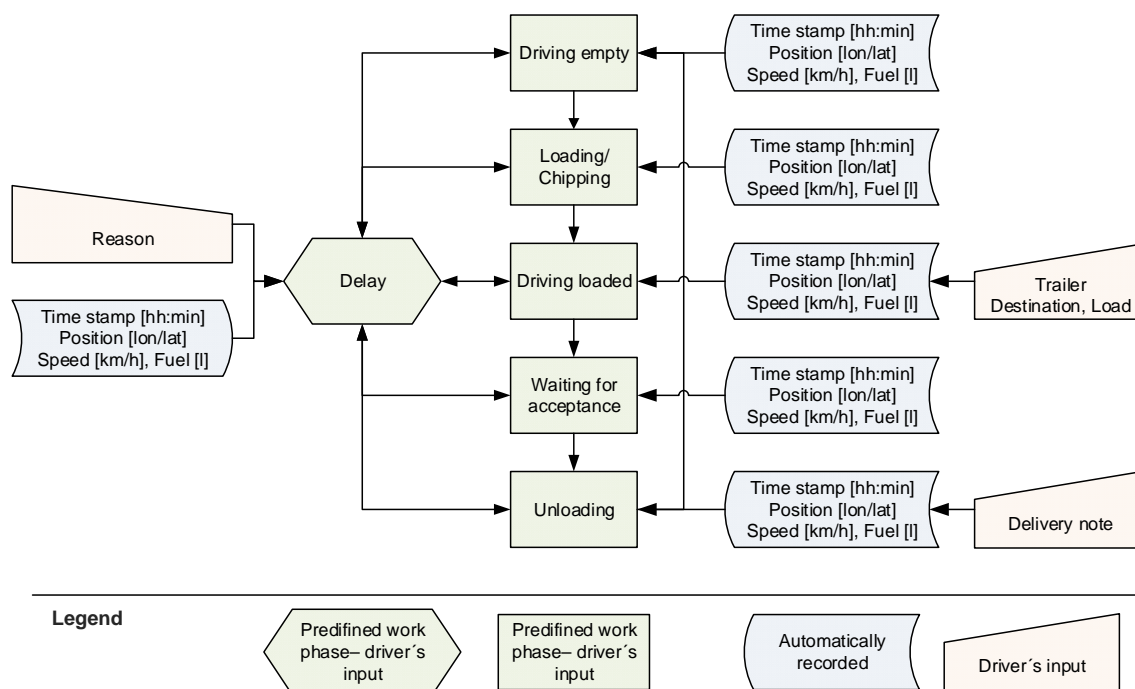 Driving empty
Time stamp [hh:min]
Position [lon/lat]
Speed [km/h], Fuel [l]
Loading/
Chipping
Time stamp [hh:min]
Position [lon/lat]
Speed [km/h], Fuel [l]
Reason
Delay
Driving loaded
Time stamp [hh:min]
Position [lon/lat]
Speed [km/h], Fuel [l]
Trailer
Destination, Load
Time stamp [hh:min]
Position [lon/lat]
Speed [km/h], Fuel [l]
Waiting for
acceptance
Time stamp [hh:min]
Position [lon/lat]
Speed [km/h], Fuel [l]
Unloading
Time stamp [hh:min]
Position [lon/lat]
Speed [km/h], Fuel [l]
Delivery note
Legend
Predifined work
phase– driver´s
input
Predifined work
phase– driver´s
input
Automatically
recorded
Driver´s input